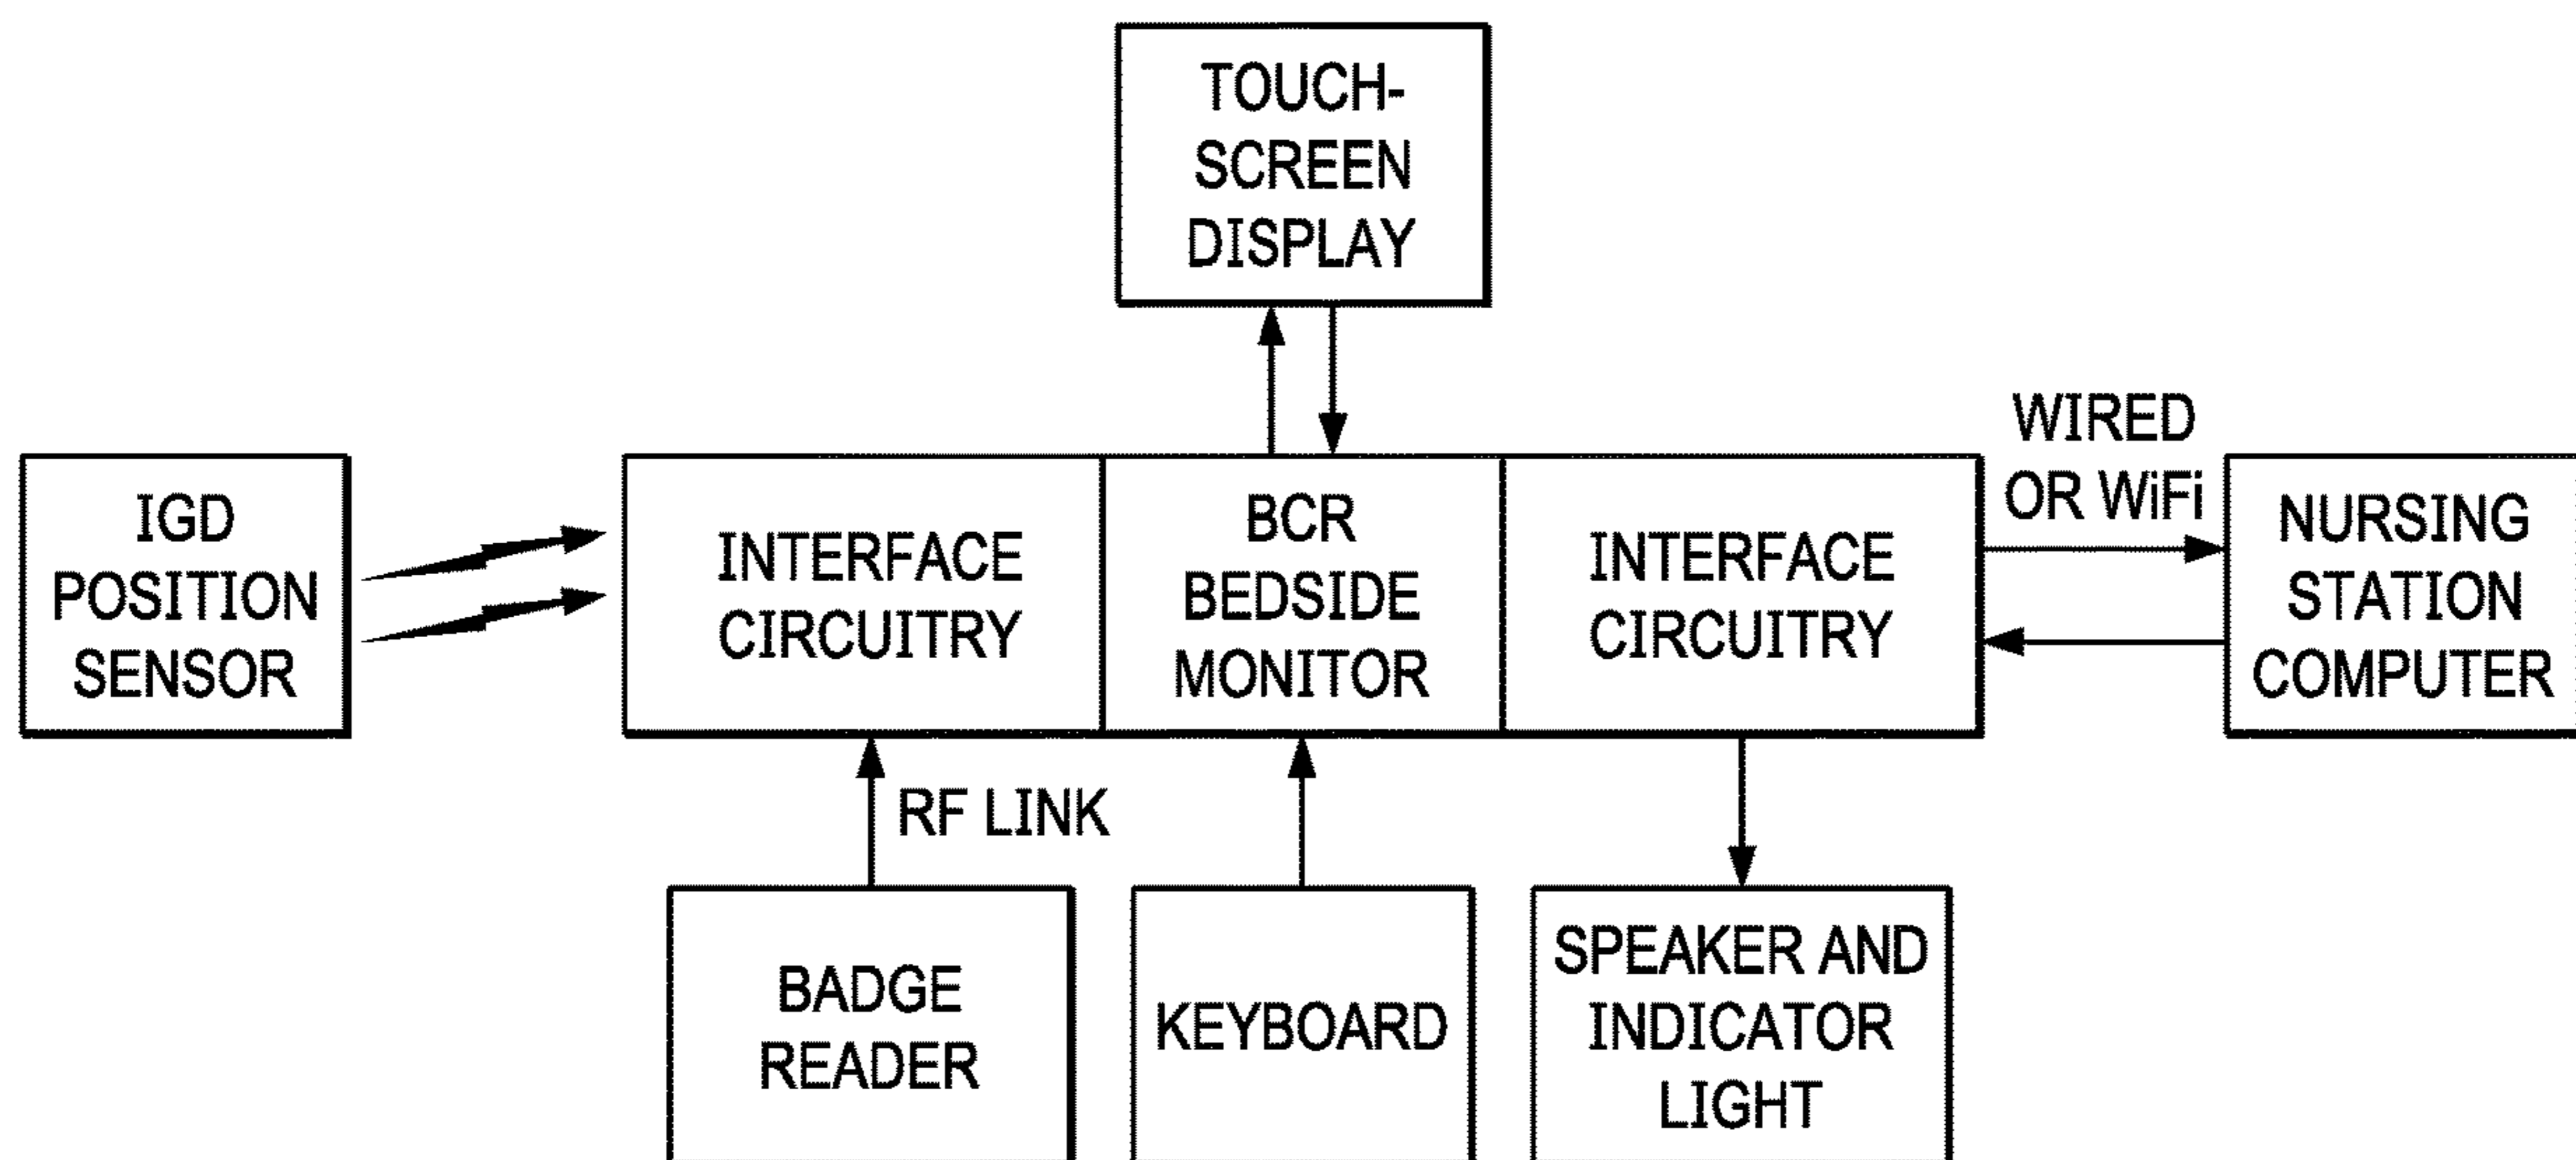 TOUCH-
SCREEN
DISPLAY
WIRED
OR WiFi
IGD
POSITION
SENSOR
INTERFACE
CIRCUITRY
BCR
BEDSIDE
MONITOR
INTERFACE
CIRCUITRY
NURSING
STATION
COMPUTER
RF LINK
BADGE
READER
KEYBOARD
SPEAKER AND
INDICATOR
LIGHT